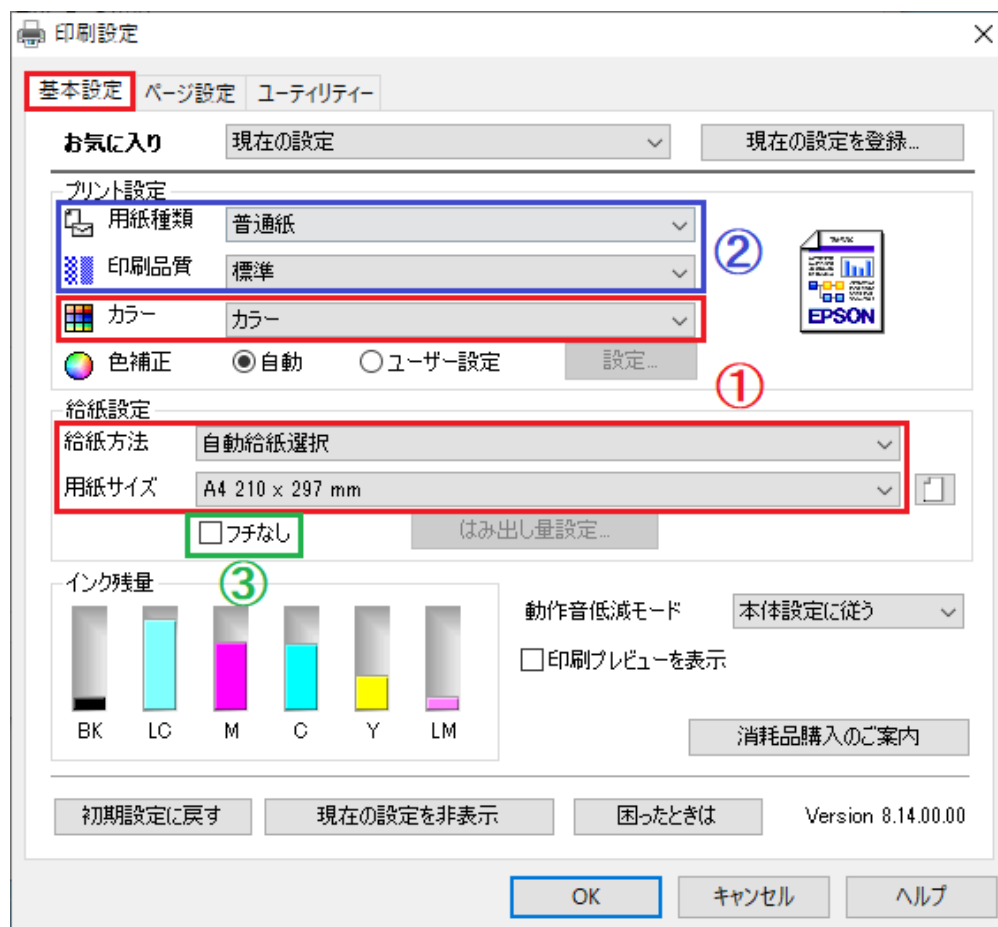 印刷設定
基本設定 ページ設定 ユーティリティー
お気に入り 現在の設定 現在の設定を登録...
プリント設定
用紙種類 普通紙
②
印刷品質 標準
EPSON
カラー カラー
色補正 自動 ユーザー設定 設定...
①
給紙設定
給紙方法 自動給紙選択
用紙サイズ A4 210 x 297 mm
フチなし はみ出し量設定...
③
インク残量
動作音低減モード 本体設定に従う
印刷プレビューを表示
BK LC M C Y LM
消耗品購入のご案内
初期設定に戻す 現在の設定を非表示 困ったときは Version 8.14.00.00
OK キャンセル ヘルプ